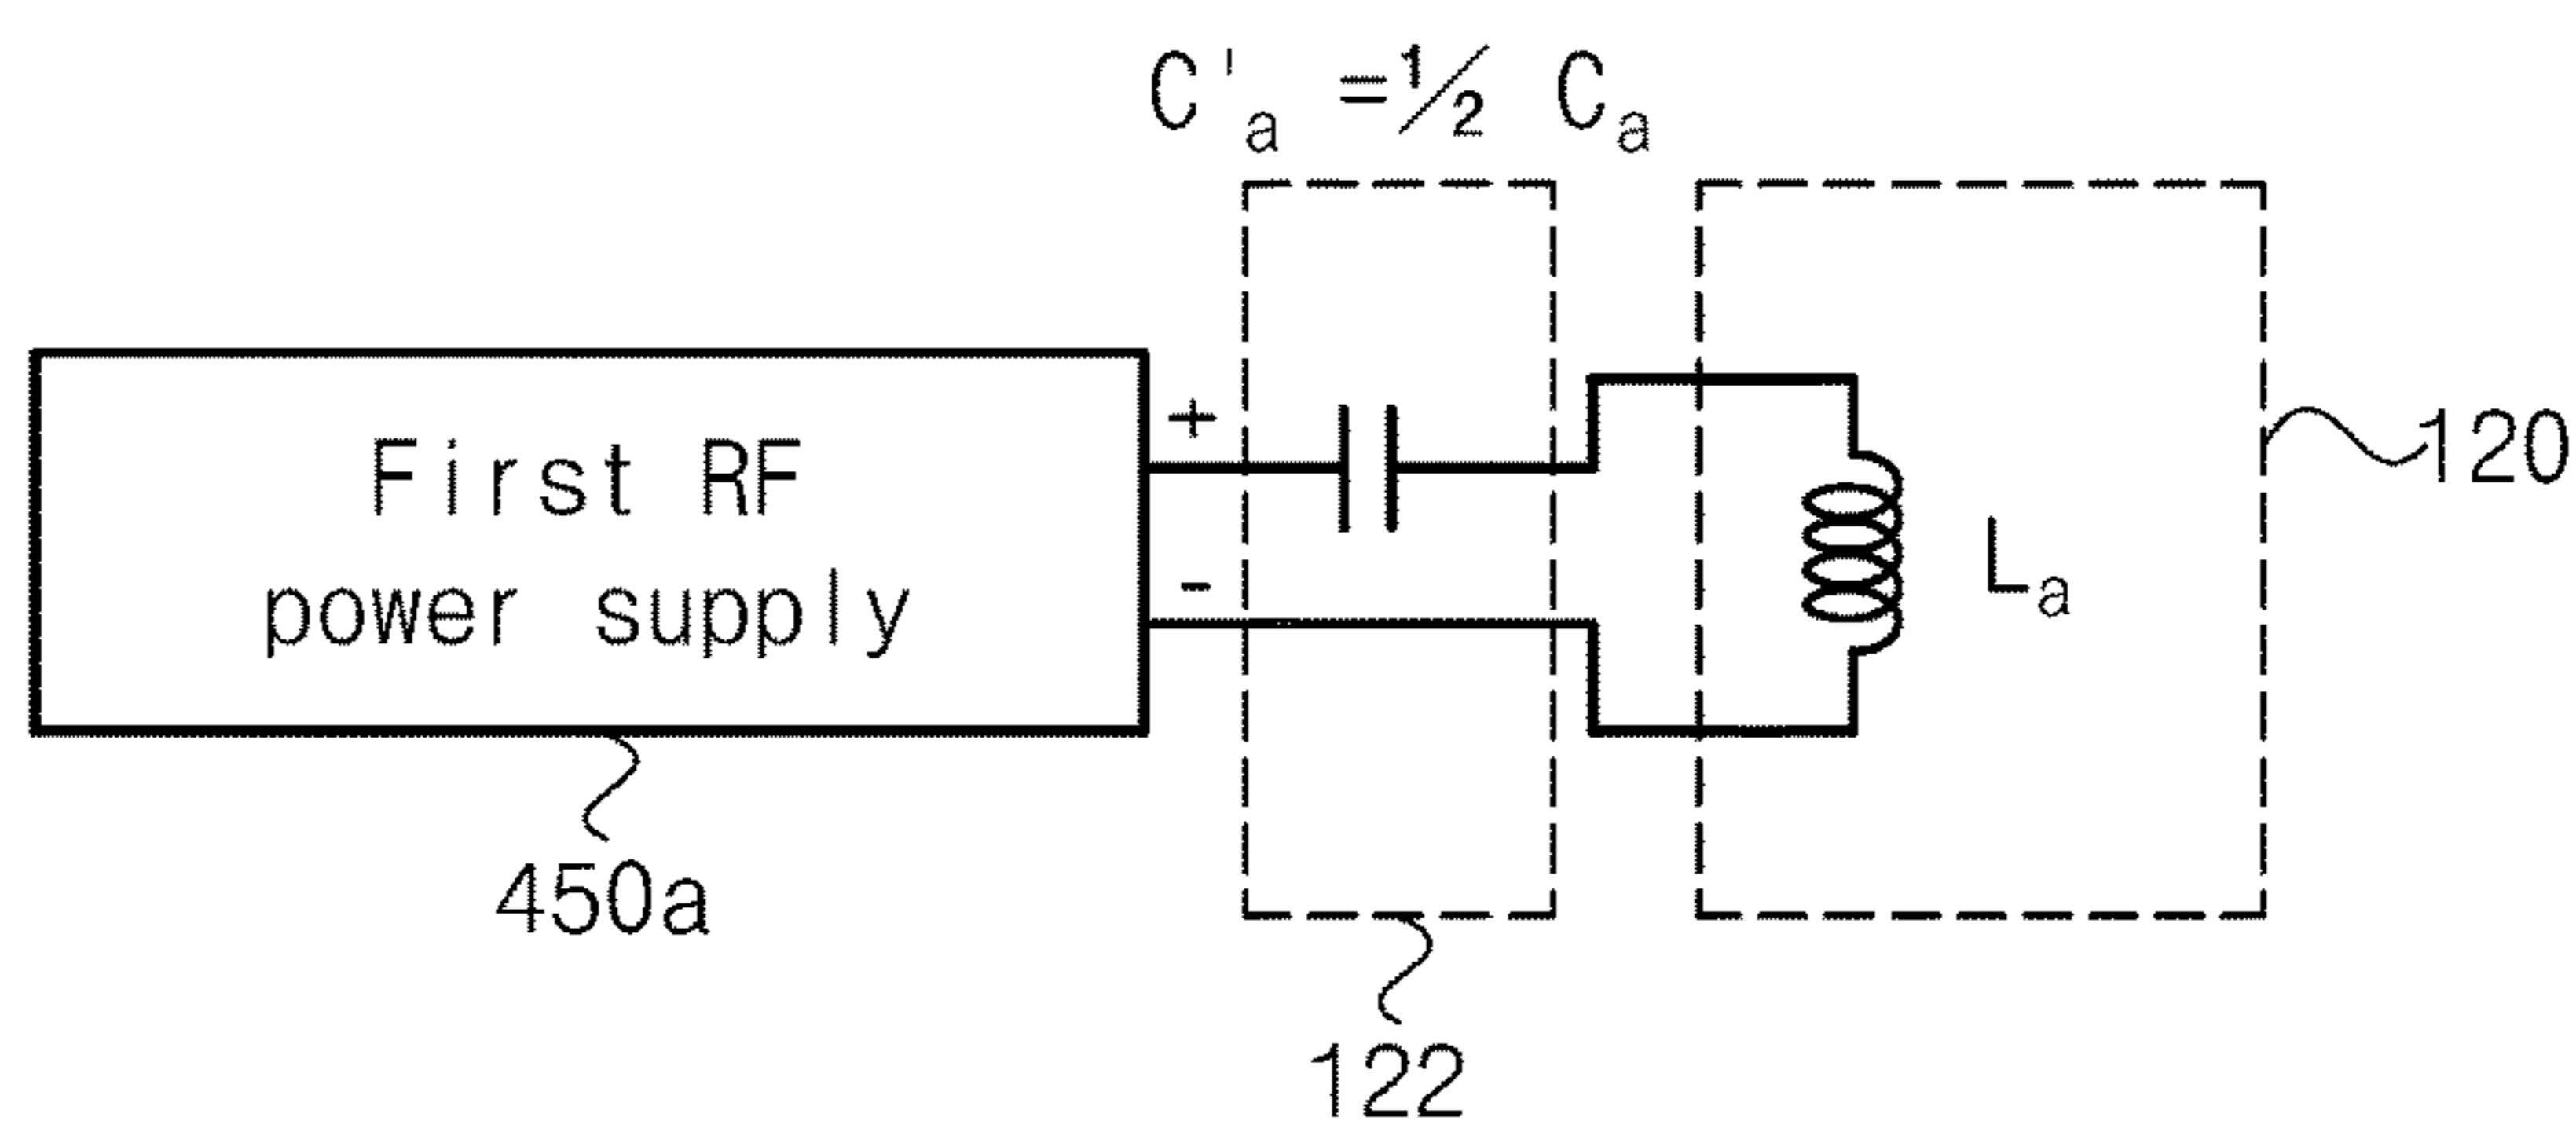 C'a =½ Ca
+
First RF
power supply
-
La
120
450a
122